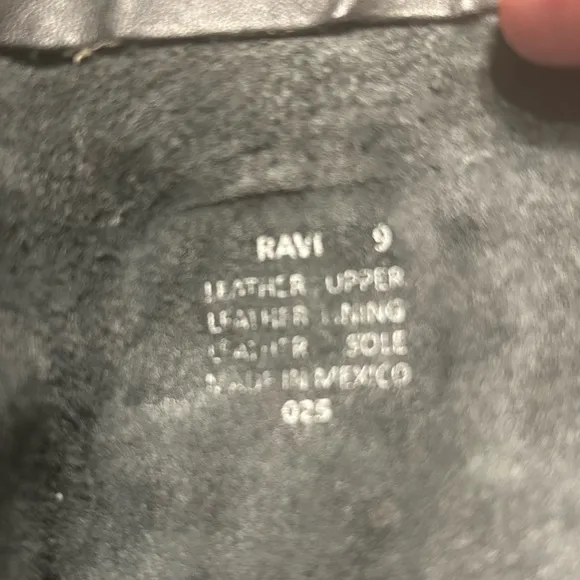 RAVI 9
LEATHER UPPER
LEATHER LINING
LEATHER SOLE
MADE IN MEXICO
025